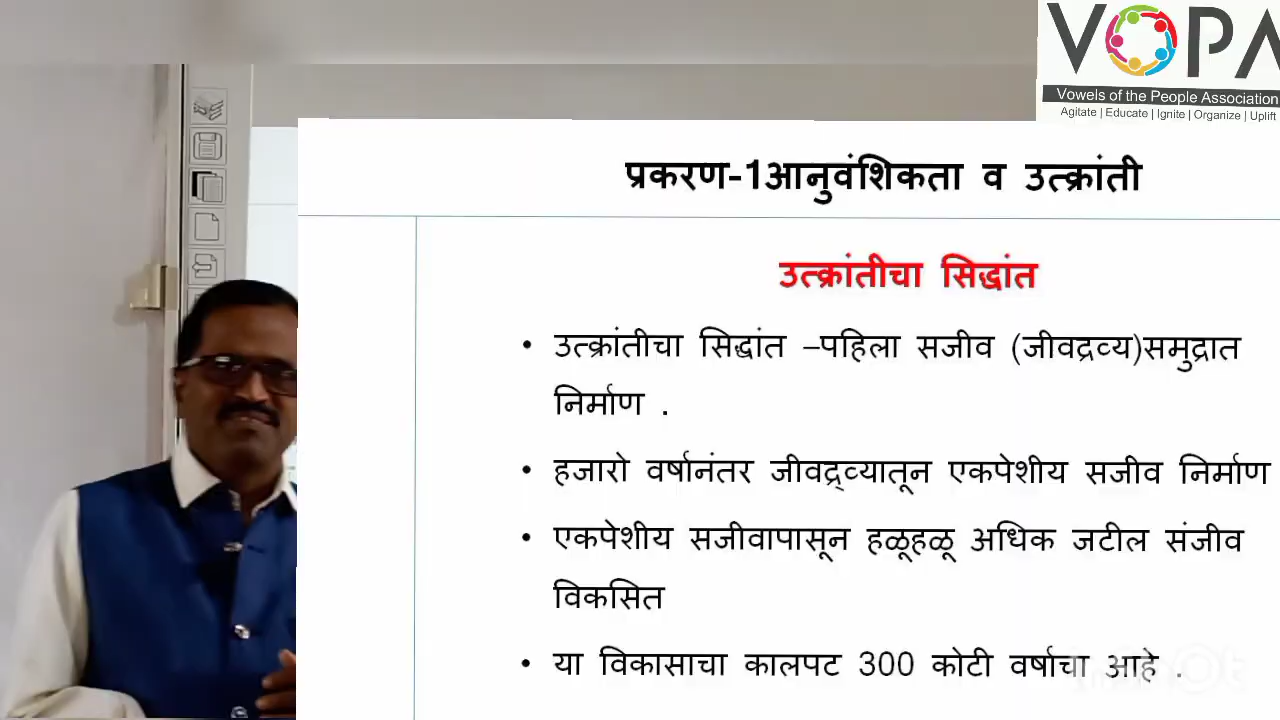 VOPA
Vowels of the People Association
Agitate | Educate | Ignite | Organize | Uplift
प्रकरण-1आनुवंशिकता व उत्क्रांती
उत्क्रांतीचा सिद्धांत
• उत्क्रांतीचा सिद्धांत –पहिला सजीव (जीवद्रव्य)समुद्रात
निर्माण .
• हजारो वर्षानंतर जीवद्र्व्यातून एकपेशीय सजीव निर्माण
• एकपेशीय सजीवापासून हळूहळू अधिक जटील संजीव
विकसित
• या विकासाचा कालपट 300 कोटी वर्षाचा आहे .